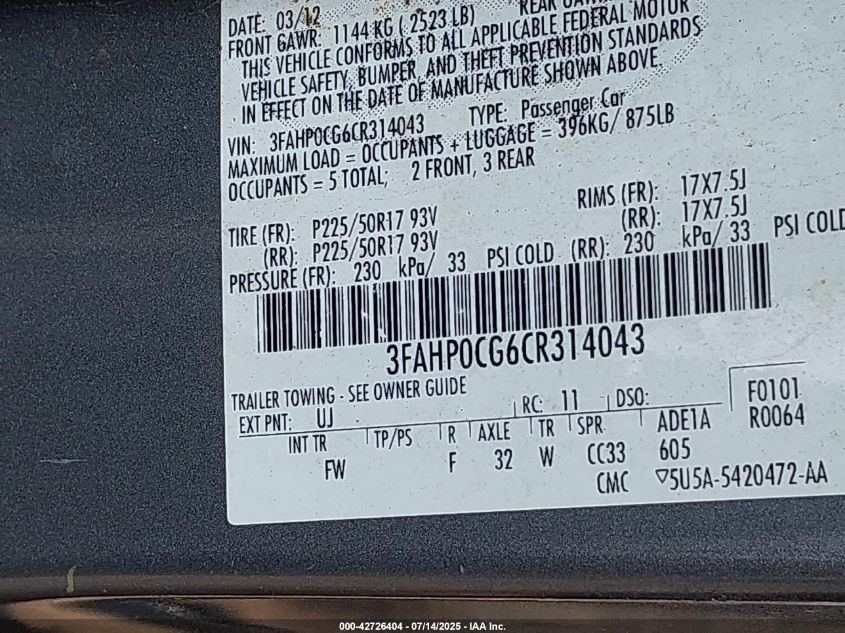 DATE: 03/12
FRONT GAWR: 1144 KG ( 2523 LB) REAR
THIS VEHICLE CONFORMS TO ALL APPLICABLE FEDERAL MOTOR
VEHICLE SAFETY, BUMPER, AND THEFT PREVENTION STANDARDS
IN EFFECT ON THE DATE OF MANUFACTURE SHOWN ABOVE.
VIN: 3FAHP0CG6CR314043 TYPE: Passenger Car
MAXIMUM LOAD = OCCUPANTS + LUGGAGE = 396KG/ 875LB
OCCUPANTS = 5 TOTAL; 2 FRONT, 3 REAR
TIRE (FR): P225/50R17 93V RIMS (FR): 17X7.5J
(RR): P225/50R17 93V (RR): 17X7.5J
PRESSURE (FR): 230 kPa/ 33 PSI COLD (RR): 230 kPa/ 33 PSI COLD
3FAHP0CG6CR314043
TRAILER TOWING - SEE OWNER GUIDE
EXT PNT: UJ RC: 11 DSO: F0101
INT TR TP/PS R AXLE TR SPR ADE1A R0064
FW F 32 W CC33 605
CMC ▽5U5A-5420472-AA
000-42726404 - 07/14/2025 - IAA Inc.